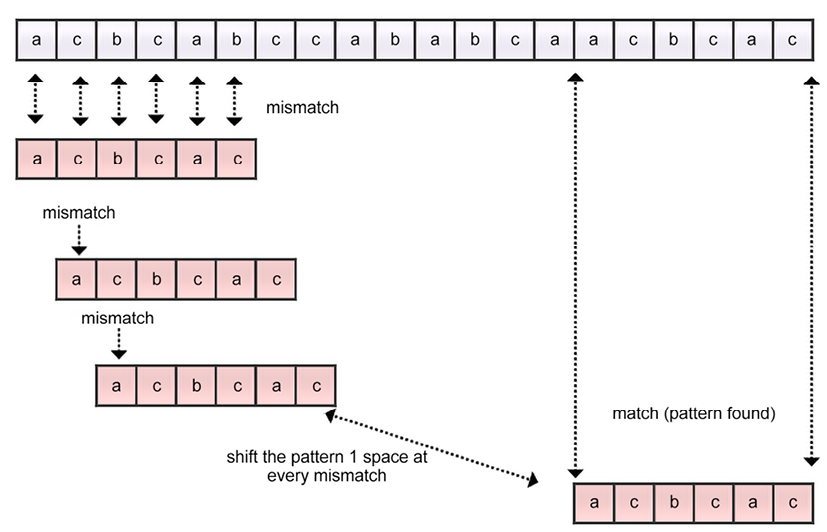 a c b c a b c c a b a b c a a c b c a c
mismatch
a c b c a c
mismatch
a c b c a c
mismatch
a c b c a c
match (pattern found)
shift the pattern 1 space at
every mismatch
a c b c a c